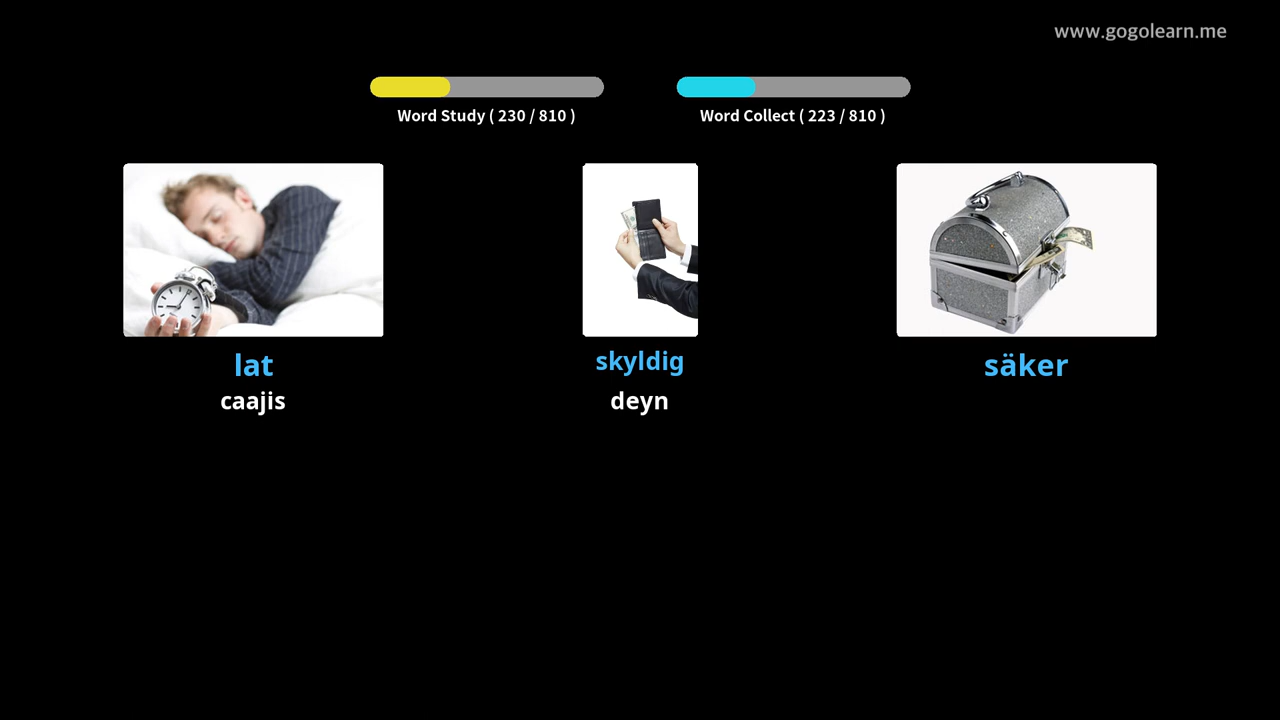 www.gogolearn.me
Word Study ( 230 / 810 )
Word Collect ( 223 / 810 )
lat
skyldig
säker
caajis
deyn